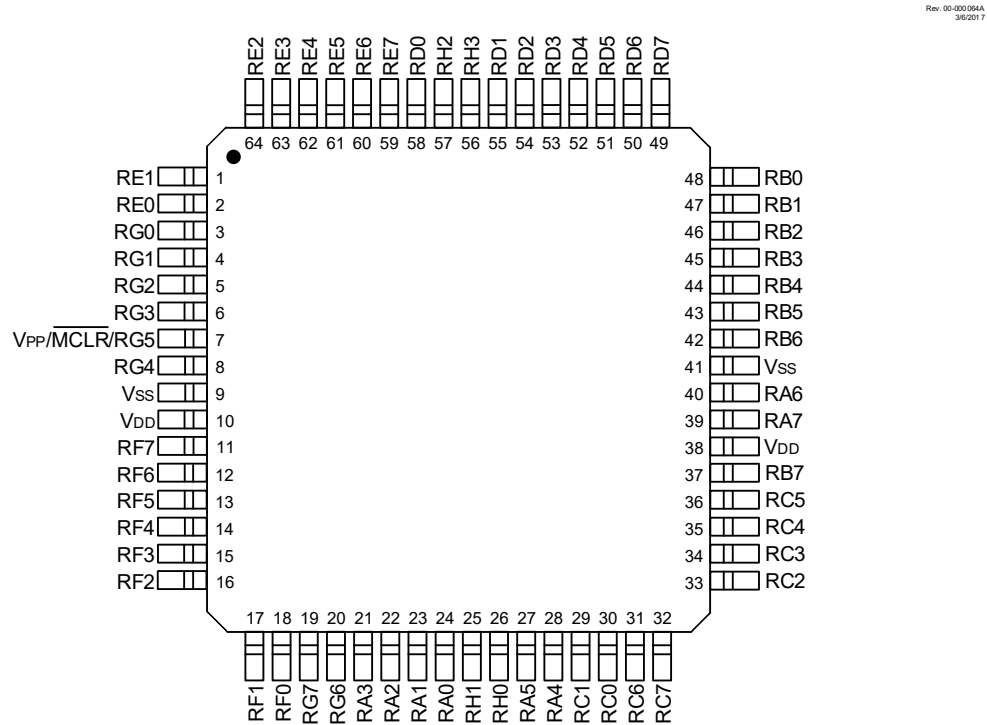 Rev. 00-000064A
3/6/2017
RE2 RE3 RE4 RE5 RE6 RE7 RD0 RH2 RH3 RD1 RD2 RD3 RD4 RD5 RD6 RD7
64 63 62 61 60 59 58 57 56 55 54 53 52 51 50 49
RE1 1 48 RB0
RE0 2 47 RB1
RG0 3 46 RB2
RG1 4 45 RB3
RG2 5 44 RB4
RG3 6 43 RB5
VPP/MCLR/RG5 7 42 RB6
RG4 8 41 VSS
VSS 9 40 RA6
VDD 10 39 RA7
RF7 11 38 VDD
RF6 12 37 RB7
RF5 13 36 RC5
RF4 14 35 RC4
RF3 15 34 RC3
RF2 16 33 RC2
17 18 19 20 21 22 23 24 25 26 27 28 29 30 31 32
RF1 RF0 RG7 RG6 RA3 RA2 RA1 RA0 RH1 RH0 RA5 RA4 RC1 RC0 RC6 RC7